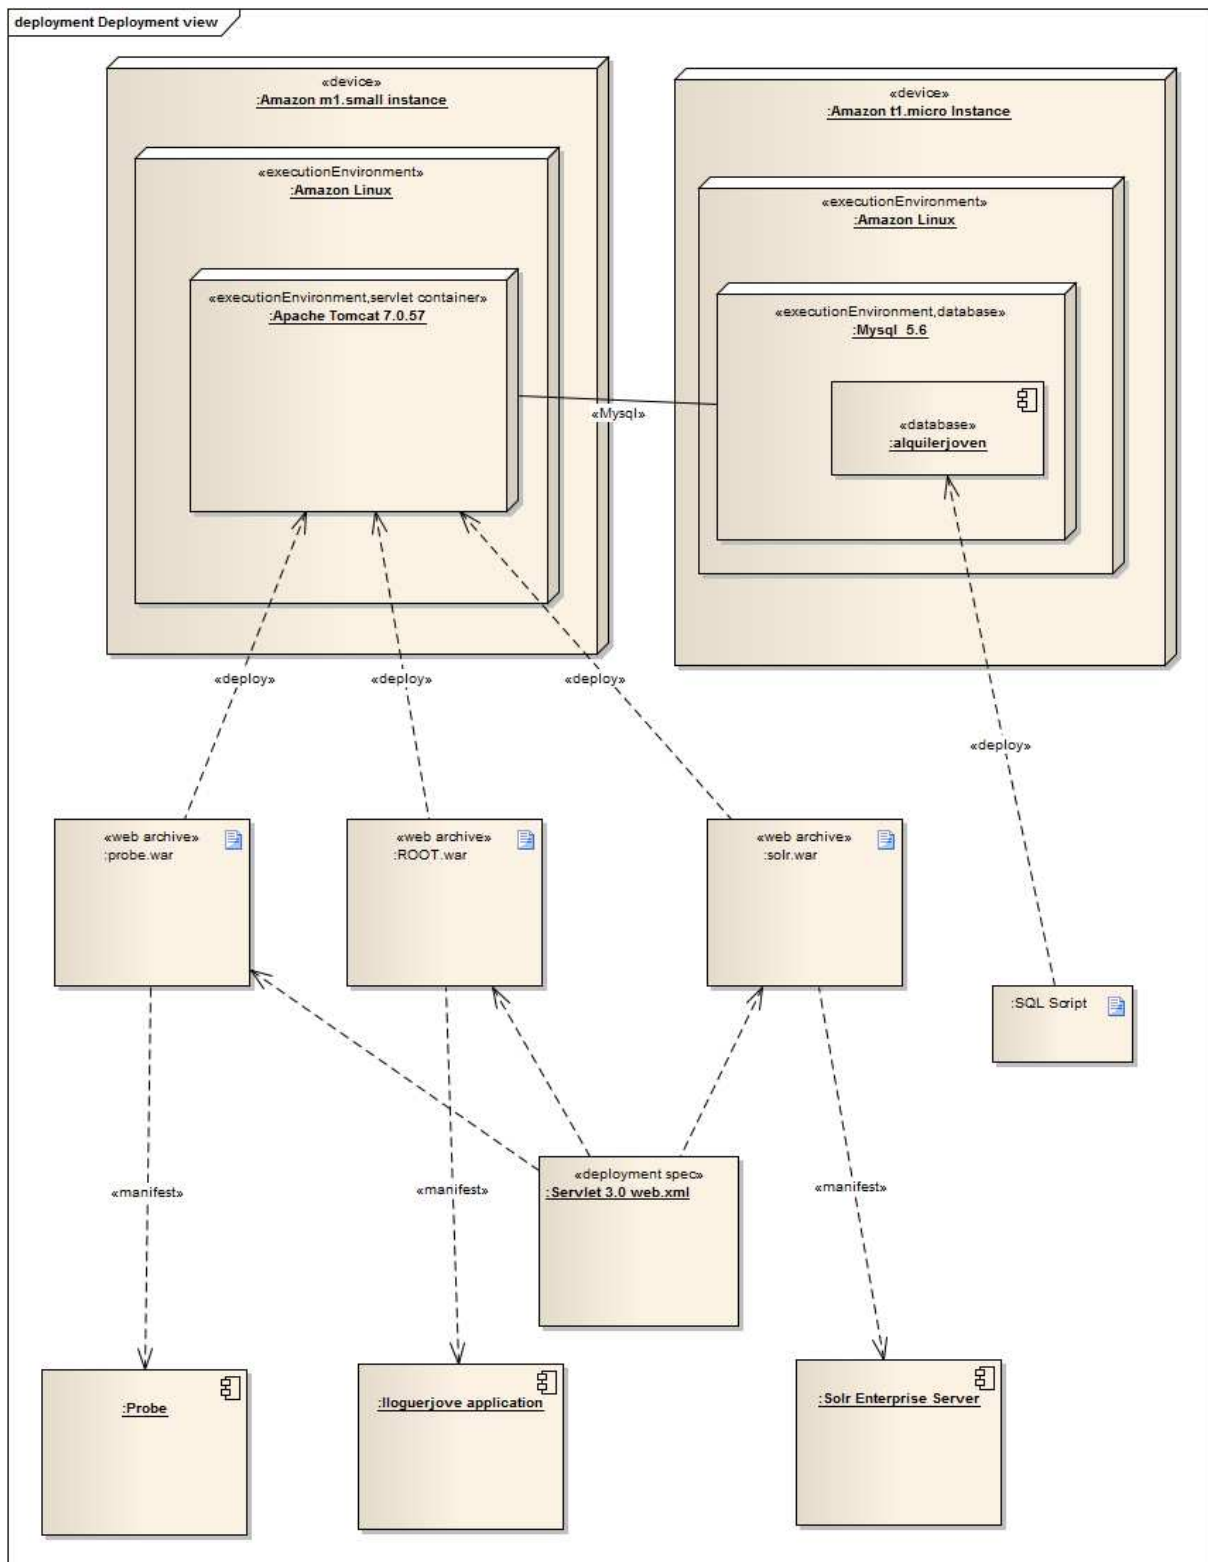 deployment Deployment view
«device»
:Amazon m1.small instance
«executionEnvironment»
:Amazon Linux
«executionEnvironment,servlet container»
:Apache Tomcat 7.0.57
«device»
:Amazon t1.micro Instance
«executionEnvironment»
:Amazon Linux
«executionEnvironment,database»
:Mysql 5.6
«database»
:alquilerjoven
«Mysql»
«deploy»
«deploy»
«deploy»
«deploy»
«web archive»
:probe.war
«web archive»
:ROOT.war
«web archive»
:solr.war
:SQL Script
«deployment spec»
:Servlet 3.0 web.xml
«manifest»
«manifest»
«manifest»
:Probe
:lloguerjove application
:Solr Enterprise Server